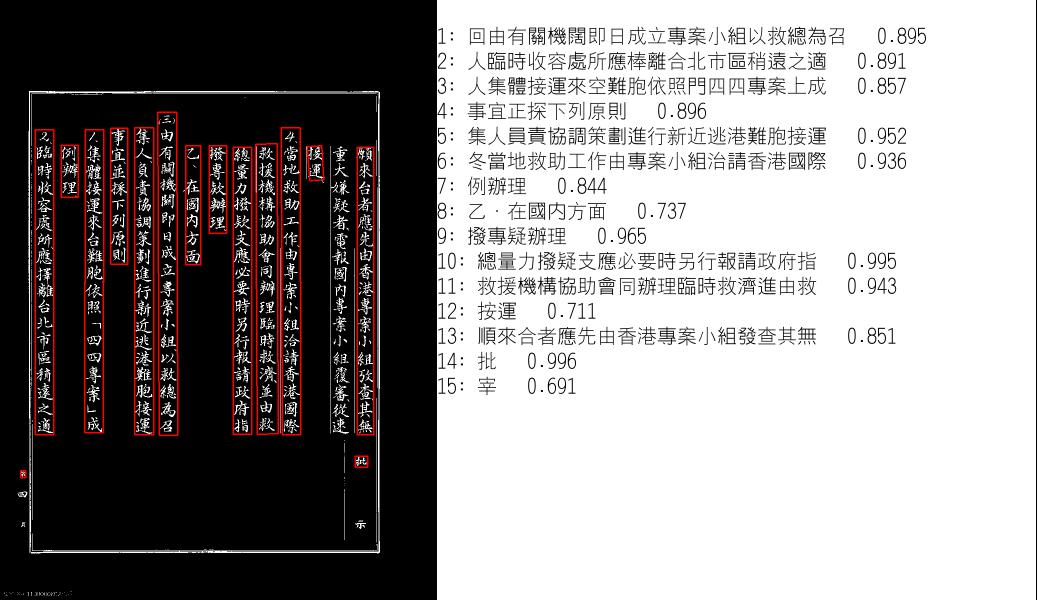 願來台者應先由香港專案小組孜查其無
重大嫌疑者電報國內專案小組覆審從速
接運
4.當地救助工作由專案小組洽請香港國際
救援機構協助會同辦理臨時救濟並由救
總量力撥款支應必要時另行報請政府指
撥專款辦理
乙、在國內方面
㈢由有關機關即日成立專案小組以救總為召
集人負責協調策劃進行新近逃港難胞接運
事宜並採下列原則
1.集體接運來台難胞依照「四四專案」成
例辦理
2.臨時收容處所應擇離台北市區稍遠之適
批示
第四頁
1: 回由有關機闊即日成立專案小組以救總為召 0.895
2: 人臨時收容處所應棒離合北市區稍遠之適 0.891
3: 人集體接運來空難胞依照門四四專案上成 0.857
4: 事宜正探下列原則 0.896
5: 集人員責協調策劃進行新近逃港難胞接運 0.952
6: 冬當地救助工作由專案小組治請香港國際 0.936
7: 例辦理 0.844
8: 乙．在國内方面 0.737
9: 撥專疑辦理 0.965
10: 總量力撥疑支應必要時另行報請政府指 0.995
11: 救援機構協助會同辦理臨時救濟進由救 0.943
12: 按運 0.711
13: 順來合者應先由香港專案小組發查其無 0.851
14: 批 0.996
15: 宰 0.691